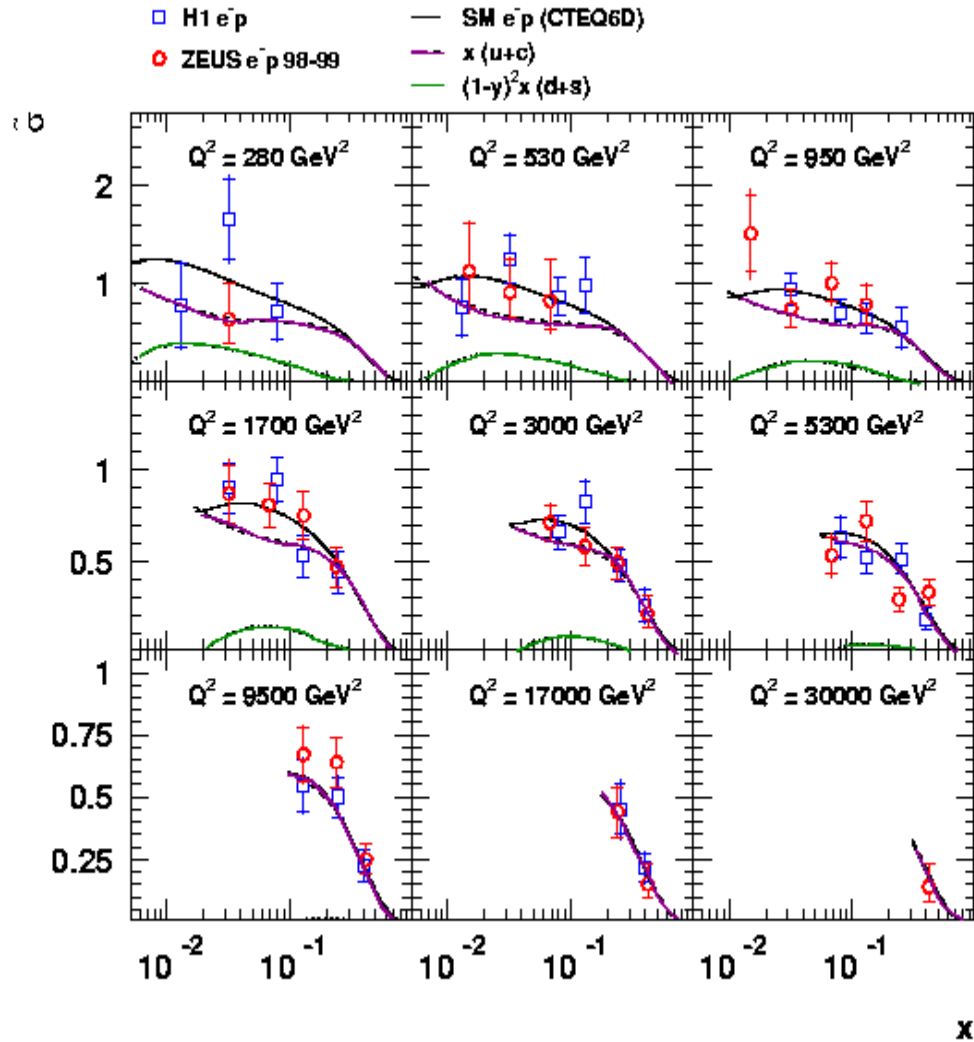 H1 e⁻p
ZEUS e⁻p 98-99
SM e⁻p (CTEQ6D)
x (u+c)
(1-y)²x (d+s)
σ
Q² = 280 GeV²
Q² = 530 GeV²
Q² = 950 GeV²
2
1
0
Q² = 1700 GeV²
Q² = 3000 GeV²
Q² = 5300 GeV²
1
0.5
0
Q² = 9500 GeV²
Q² = 17000 GeV²
Q² = 30000 GeV²
1
0.75
0.5
0.25
10⁻² 10⁻¹ 10⁻² 10⁻¹ 10⁻² 10⁻¹
x